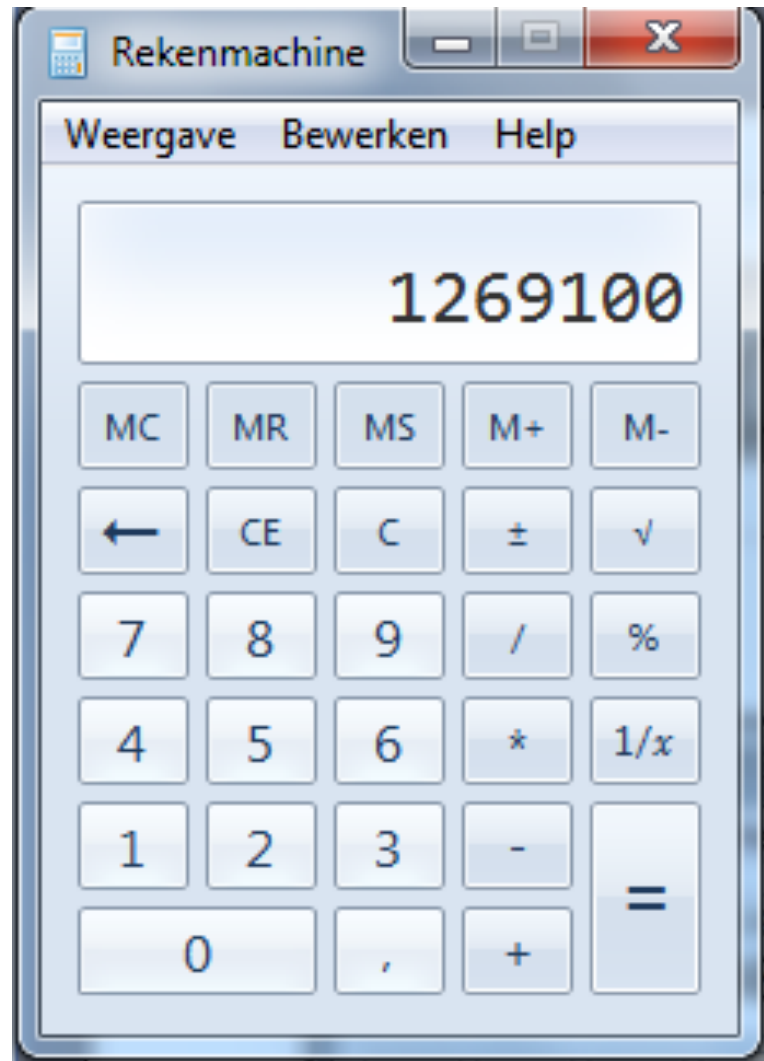 Rekenmachine
Weergave Bewerken Help
1269100
MC MR MS M+ M-
← CE C ± √
7 8 9 / %
4 5 6 * 1/x
1 2 3 - =
0 , +